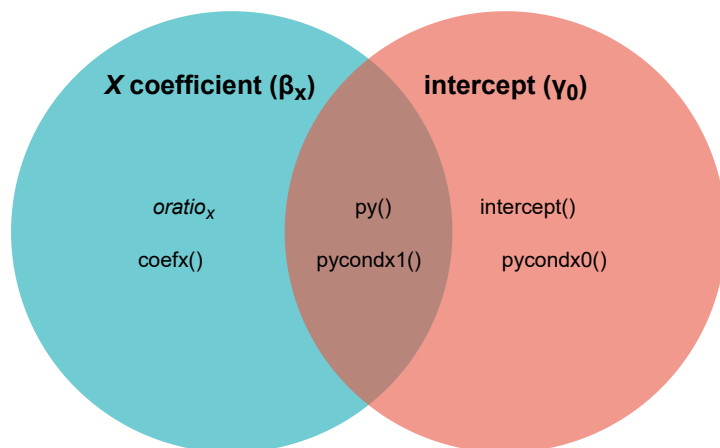 X coefficient (βx) intercept (γ0)
oratiox py() intercept()
coefx() pycondx1() pycondx0()